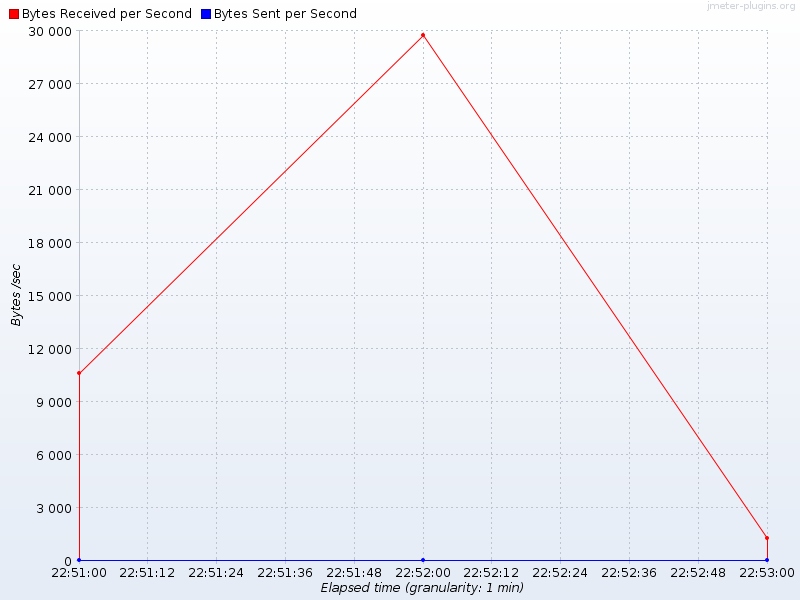 jmeter-plugins.org
Bytes Received per Second Bytes Sent per Second
30 000
27 000
24 000
21 000
18 000
15 000
12 000
9 000
6 000
3 000
0
Bytes /sec
22:51:00 22:51:12 22:51:24 22:51:36 22:51:48 22:52:00 22:52:12 22:52:24 22:52:36 22:52:48 22:53:00
Elapsed time (granularity: 1 min)